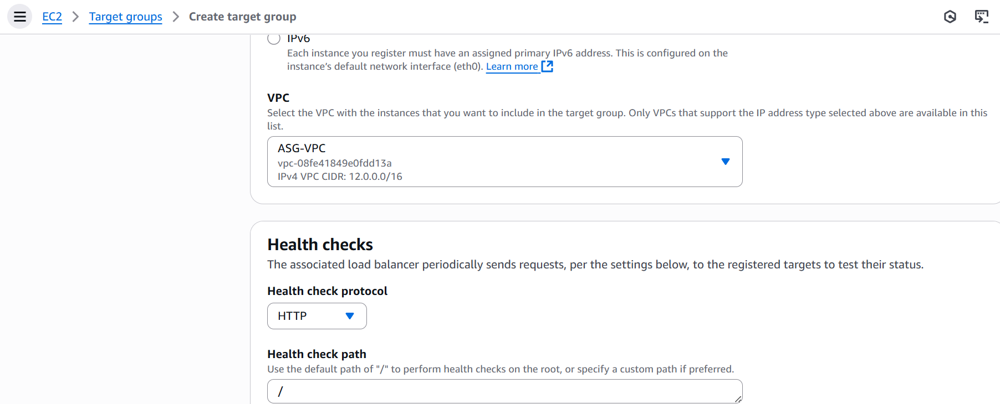 EC2 > Target groups > Create target group
IPv6
Each instance you register must have an assigned primary IPv6 address. This is configured on the
instance's default network interface (eth0). Learn more
VPC
Select the VPC with the instances that you want to include in the target group. Only VPCs that support the IP address type selected above are available in this
list.
ASG-VPC
vpc-08fe41849e0fdd13a
IPv4 VPC CIDR: 12.0.0.0/16
Health checks
The associated load balancer periodically sends requests, per the settings below, to the registered targets to test their status.
Health check protocol
HTTP
Health check path
Use the default path of "/" to perform health checks on the root, or specify a custom path if preferred.
/